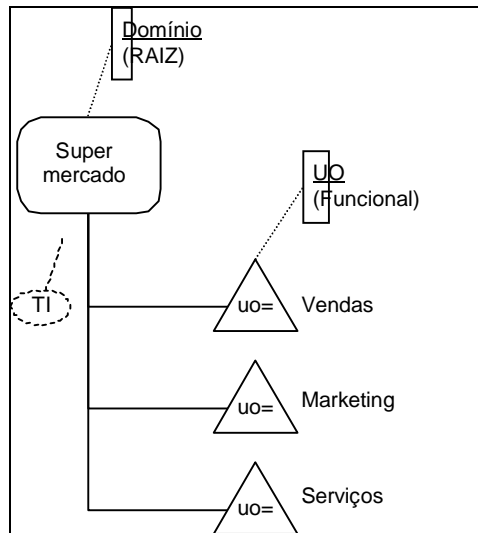 Domínio
(RAIZ)
Super
mercado
UO
(Funcional)
TI
uo=
Vendas
uo=
Marketing
uo=
Serviços